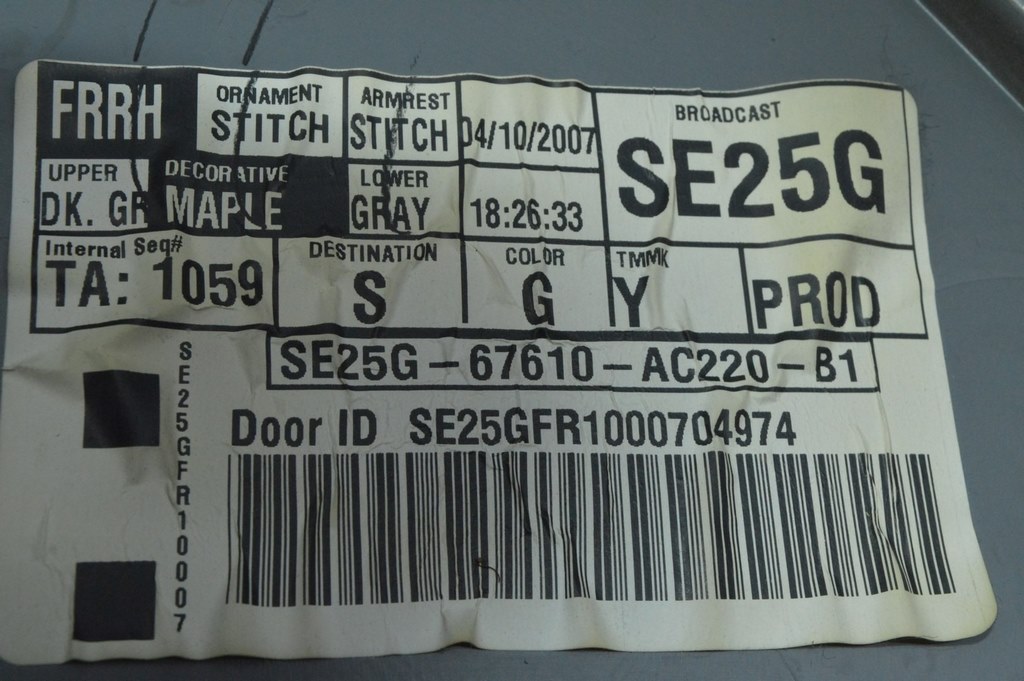 FRRH
ORNAMENT
STITCH
ARMREST
STITCH
04/10/2007
BROADCAST
SE25G
UPPER
DK. GR
DECORATIVE
MAPLE
LOWER
GRAY
18:26:33
Internal Seq#
TA: 1059
DESTINATION
S
COLOR
G
TMMK
Y
PROD
SE25G-67610-AC220-B1
Door ID SE25GFR1000704974
SE25GFR10007